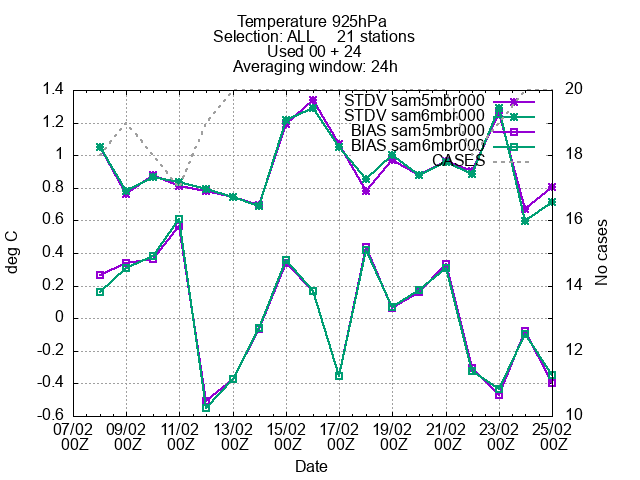 Temperature 925hPa
Selection: ALL 21 stations
Used 00 + 24
Averaging window: 24h
STDV sam5mbr000
STDV sam6mbr000
BIAS sam5mbr000
BIAS sam6mbr000
CASES
1.4
1.2
1
0.8
0.6
0.4
0.2
0
-0.2
-0.4
-0.6
deg C
20
18
16
14
12
10
No cases
07/02 09/02 11/02 13/02 15/02 17/02 19/02 21/02 23/02 25/02
00Z 00Z 00Z 00Z 00Z 00Z 00Z 00Z 00Z 00Z
Date